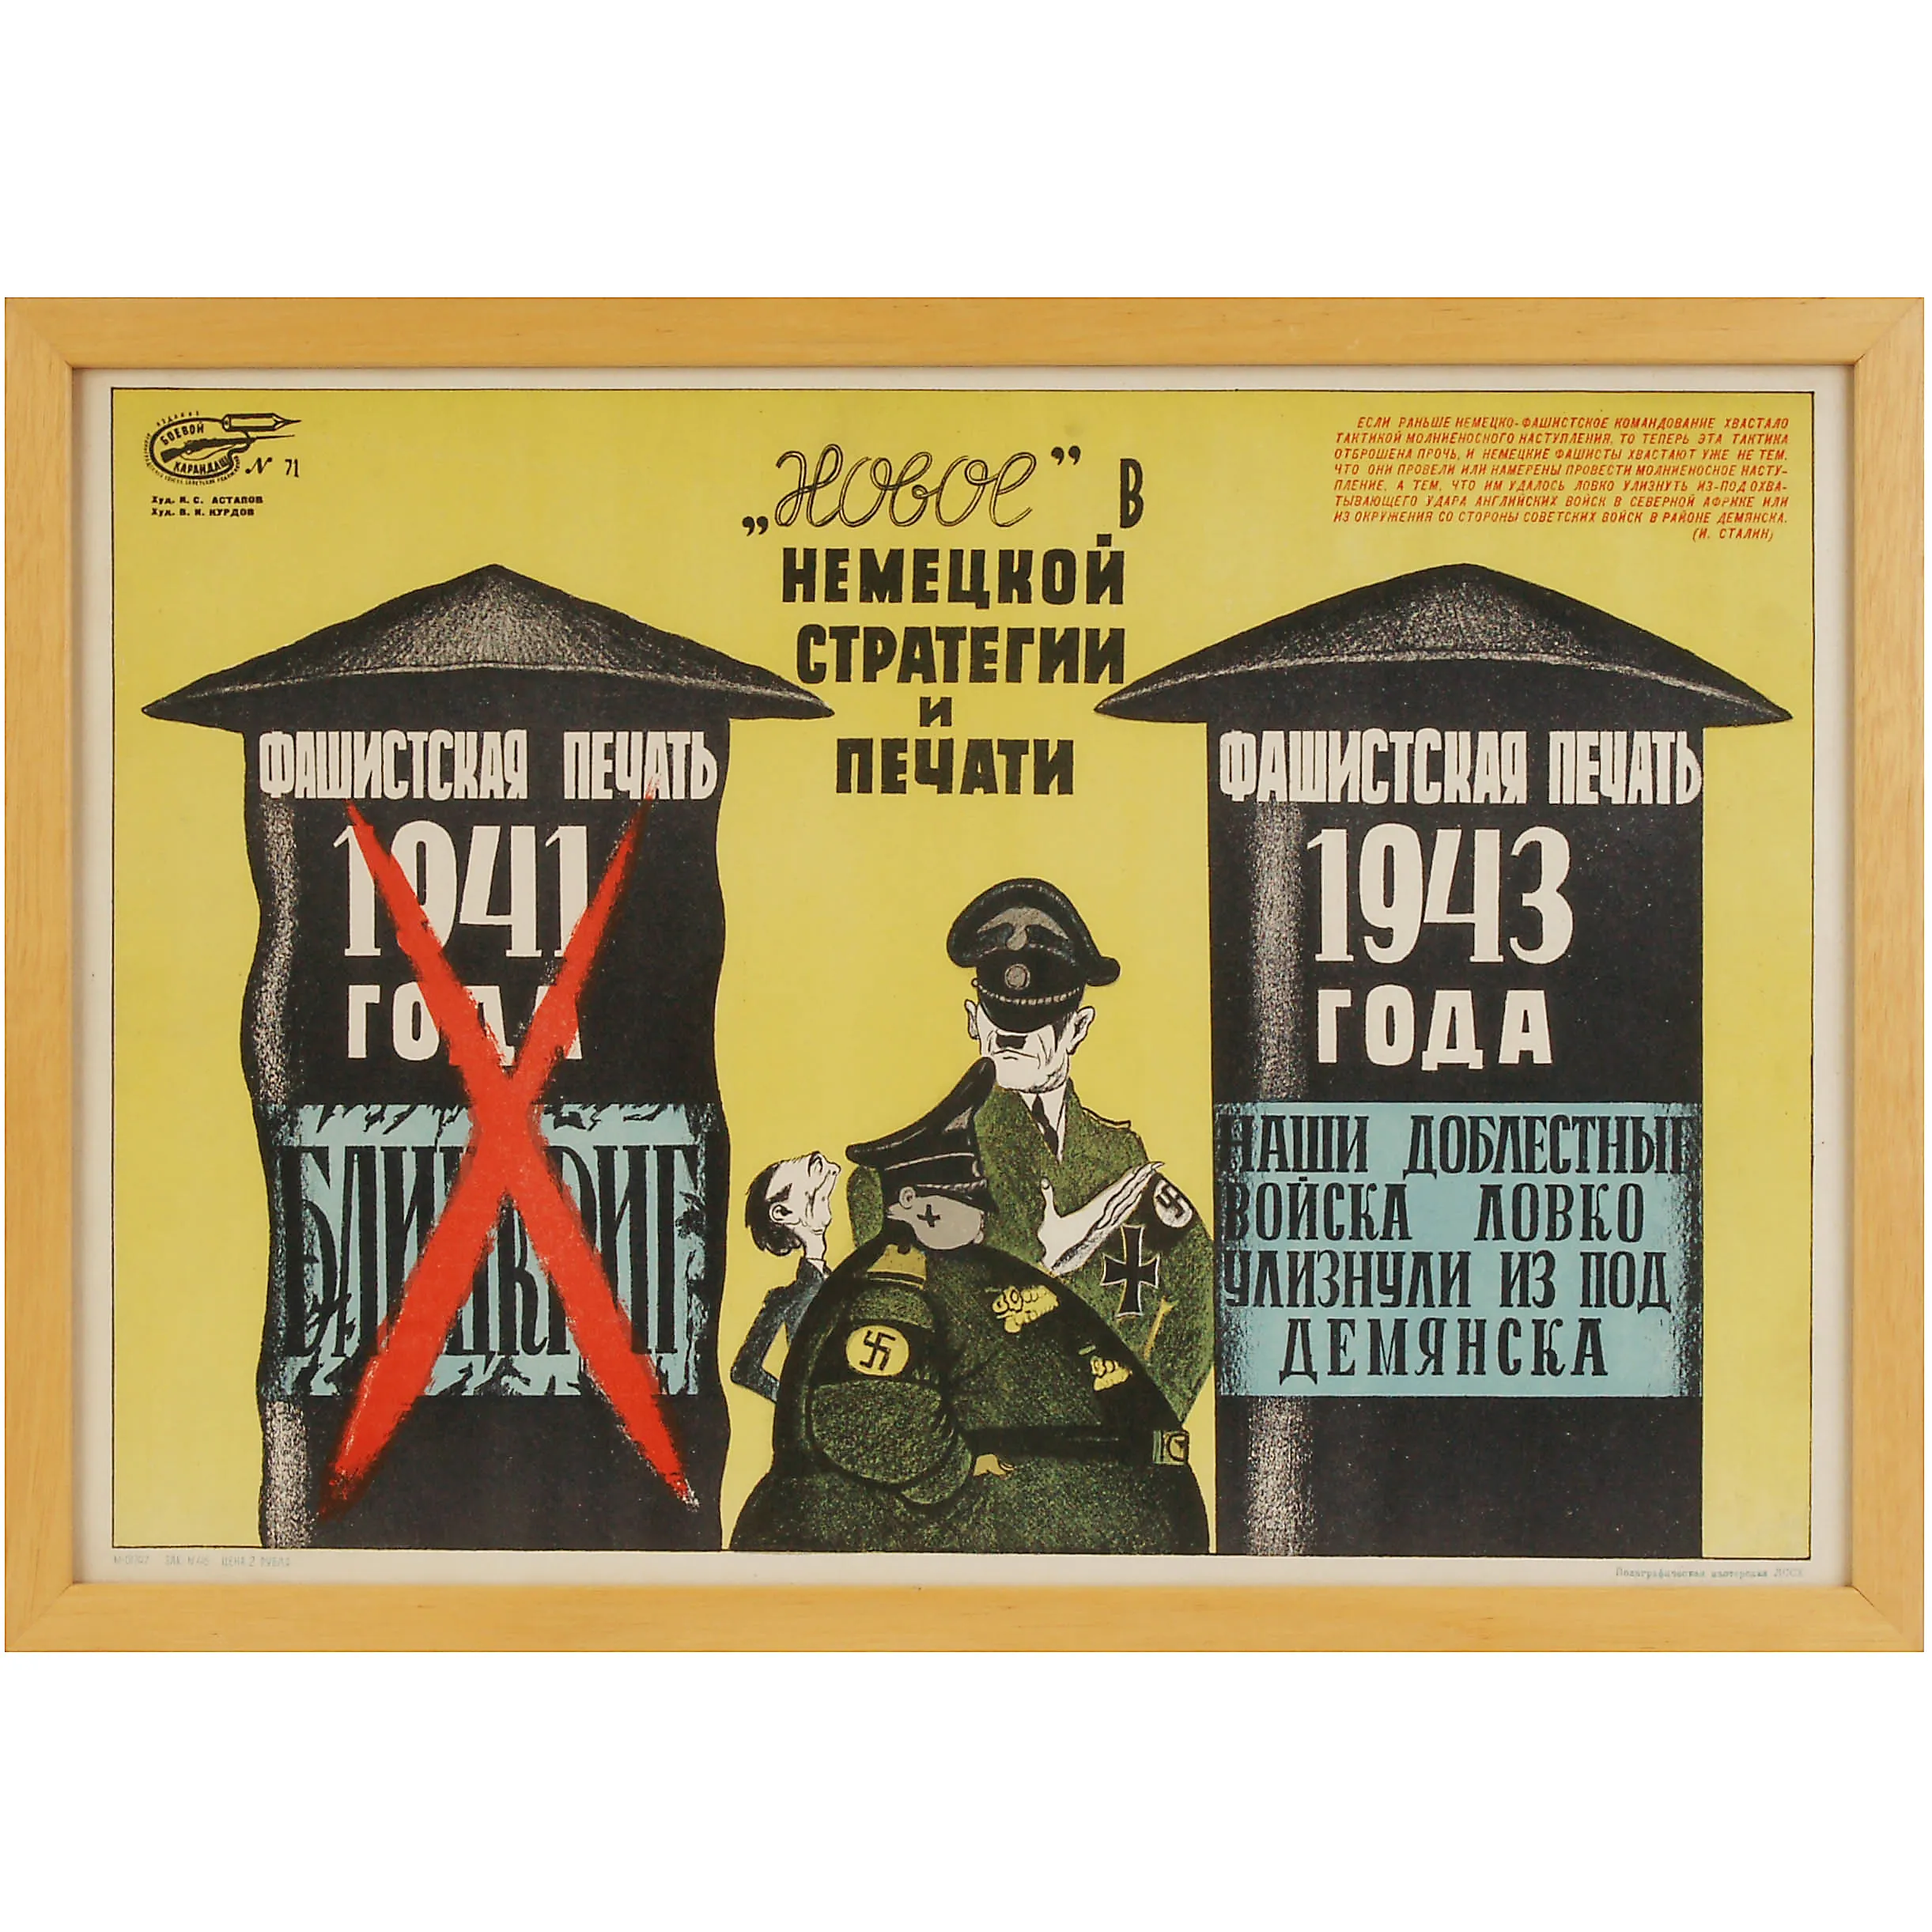 БОЕВОЙ
КАРАНДАШ
N 71
Худ. И. С. АСТАПОВ
Худ. В. И. КУРДОВ
„Новое” В
НЕМЕЦКОЙ
СТРАТЕГИИ
И
ПЕЧАТИ
ЕСЛИ РАНЬШЕ НЕМЕЦКО-ФАШИСТСКОЕ КОМАНДОВАНИЕ ХВАСТАЛО
ТАКТИКОЙ МОЛНИЕНОСНОГО НАСТУПЛЕНИЯ, ТО ТЕПЕРЬ ЭТА ТАКТИКА
ОТБРОШЕНА ПРОЧЬ, И НЕМЕЦКИЕ ФАШИСТЫ ХВАСТАЮТ УЖЕ НЕ ТЕМ,
ЧТО ОНИ ПРОВЕЛИ ИЛИ НАМЕРЕНЫ ПРОВЕСТИ МОЛНИЕНОСНОЕ НАСТУ-
ПЛЕНИЕ, А ТЕМ, ЧТО ИМ УДАЛОСЬ ЛОВКО УЛИЗНУТЬ ИЗ-ПОД ОХВА-
ТЫВАЮЩЕГО УДАРА АНГЛИЙСКИХ ВОЙСК В СЕВЕРНОЙ АФРИКЕ ИЛИ
ИЗ ОКРУЖЕНИЯ СО СТОРОНЫ СОВЕТСКИХ ВОЙСК В РАЙОНЕ ДЕМЯНСКА.
(И. СТАЛИН)
ФАШИСТСКАЯ ПЕЧАТЬ
1941
ГОДА
БЛИЦКРИГ
ФАШИСТСКАЯ ПЕЧАТЬ
1943
ГОДА
НАШИ ДОБЛЕСТНЫЕ
ВОЙСКА ЛОВКО
УЛИЗНУЛИ ИЗ ПОД
ДЕМЯНСКА
ЦЕНА 2 РУБЛЯ
Полиграфическая мастерская ЛССХ